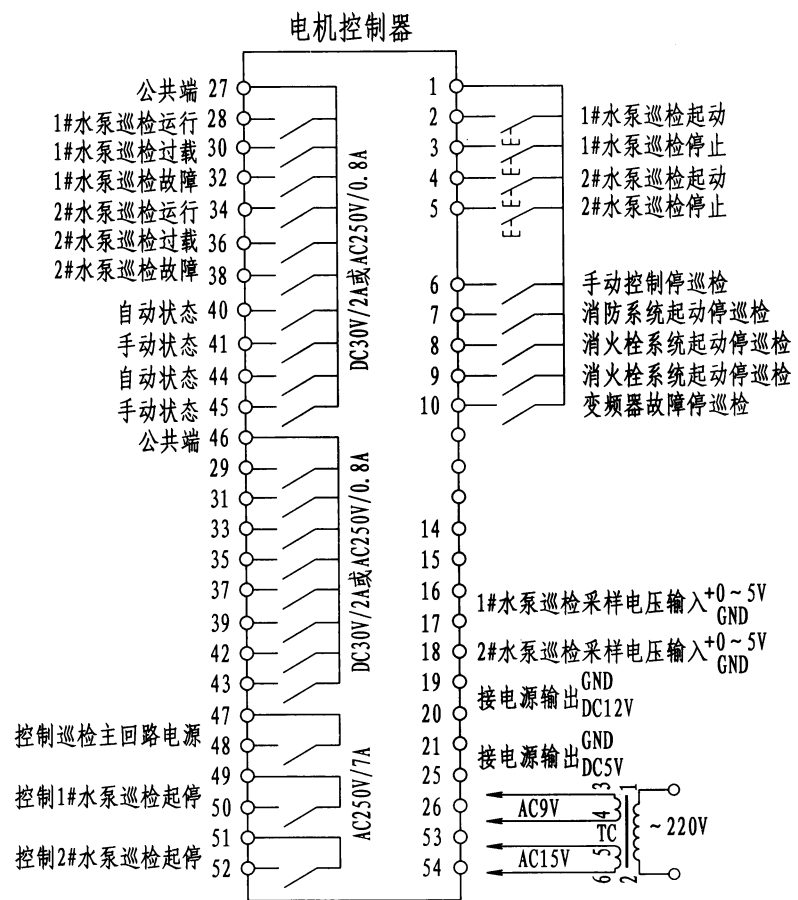 电机控制器
公共端 27
1#水泵巡检运行 28
1#水泵巡检过载 30
1#水泵巡检故障 32
2#水泵巡检运行 34
2#水泵巡检过载 36
2#水泵巡检故障 38
自动状态 40
手动状态 41
自动状态 44
手动状态 45
公共端 46
29
31
33
35
37
39
42
43
控制巡检主回路电源
47
48
控制1#水泵巡检起停
49
50
控制2#水泵巡检起停
51
52
DC30V/2A或AC250V/0.8A
DC30V/2A或AC250V/0.8A
AC250V/7A
1
2 1#水泵巡检起动
3 1#水泵巡检停止
4 2#水泵巡检起动
5 2#水泵巡检停止
6 手动控制停巡检
7 消防系统起动停巡检
8 消火栓系统起动停巡检
9 消火栓系统起动停巡检
10 变频器故障停巡检
14
15
16
17
1#水泵巡检采样电压输入 +0~5V
GND
18 2#水泵巡检采样电压输入 +0~5V
GND
19
20
接电源输出 GND
DC12V
21
25
接电源输出 GND
DC5V
26
53
54
AC9V
AC15V
TC
3
4
5
6
1
2
~220V